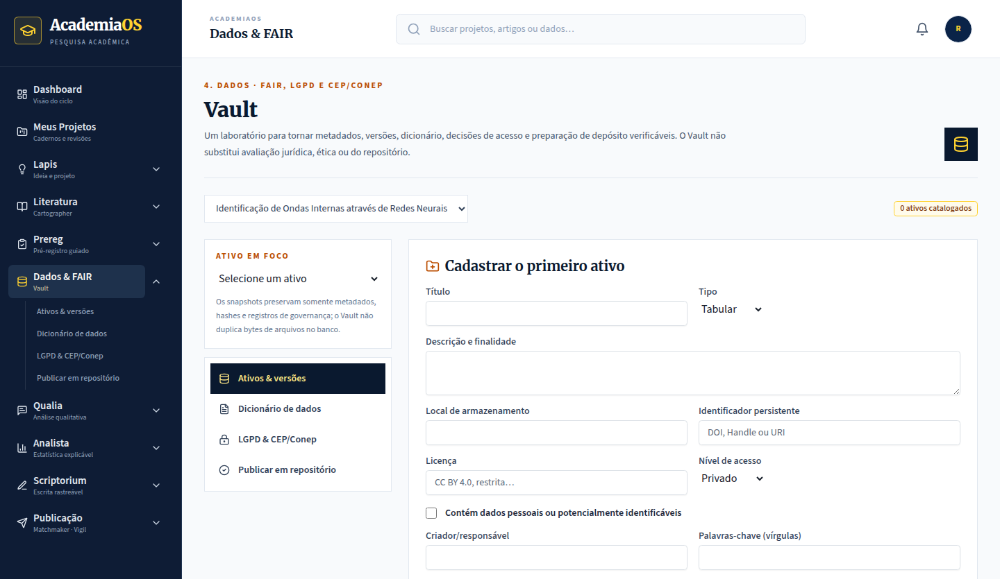 AcademiaOS
PESQUISA ACADÊMICA
Dashboard
Visão do ciclo
Meus Projetos
Cadernos e revisões
Lapis
Ideia e projeto
Literatura
Cartographer
Prereg
Pré-registro guiado
Dados & FAIR
Vault
Ativos & versões
Dicionário de dados
LGPD & CEP/Conep
Publicar em repositório
Qualia
Análise qualitativa
Analista
Estatística explicável
Scriptorium
Escrita rastreável
Publicação
Matchmaker · Vigil
ACADEMIAOS
Dados & FAIR
Buscar projetos, artigos ou dados…
R
4. DADOS · FAIR, LGPD E CEP/CONEP
Vault
Um laboratório para tornar metadados, versões, dicionário, decisões de acesso e preparação de depósito verificáveis. O Vault não
substitui avaliação jurídica, ética ou do repositório.
Identificação de Ondas Internas através de Redes Neurais
0 ativos catalogados
ATIVO EM FOCO
Selecione um ativo
Os snapshots preservam somente metadados,
hashes e registros de governança; o Vault não
duplica bytes de arquivos no banco.
Ativos & versões
Dicionário de dados
LGPD & CEP/Conep
Publicar em repositório
Cadastrar o primeiro ativo
Título
Tipo
Tabular
Descrição e finalidade
Local de armazenamento
Identificador persistente
DOI, Handle ou URI
Licença
Nível de acesso
CC BY 4.0, restrita…
Privado
Contém dados pessoais ou potencialmente identificáveis
Criador/responsável
Palavras-chave (vírgulas)